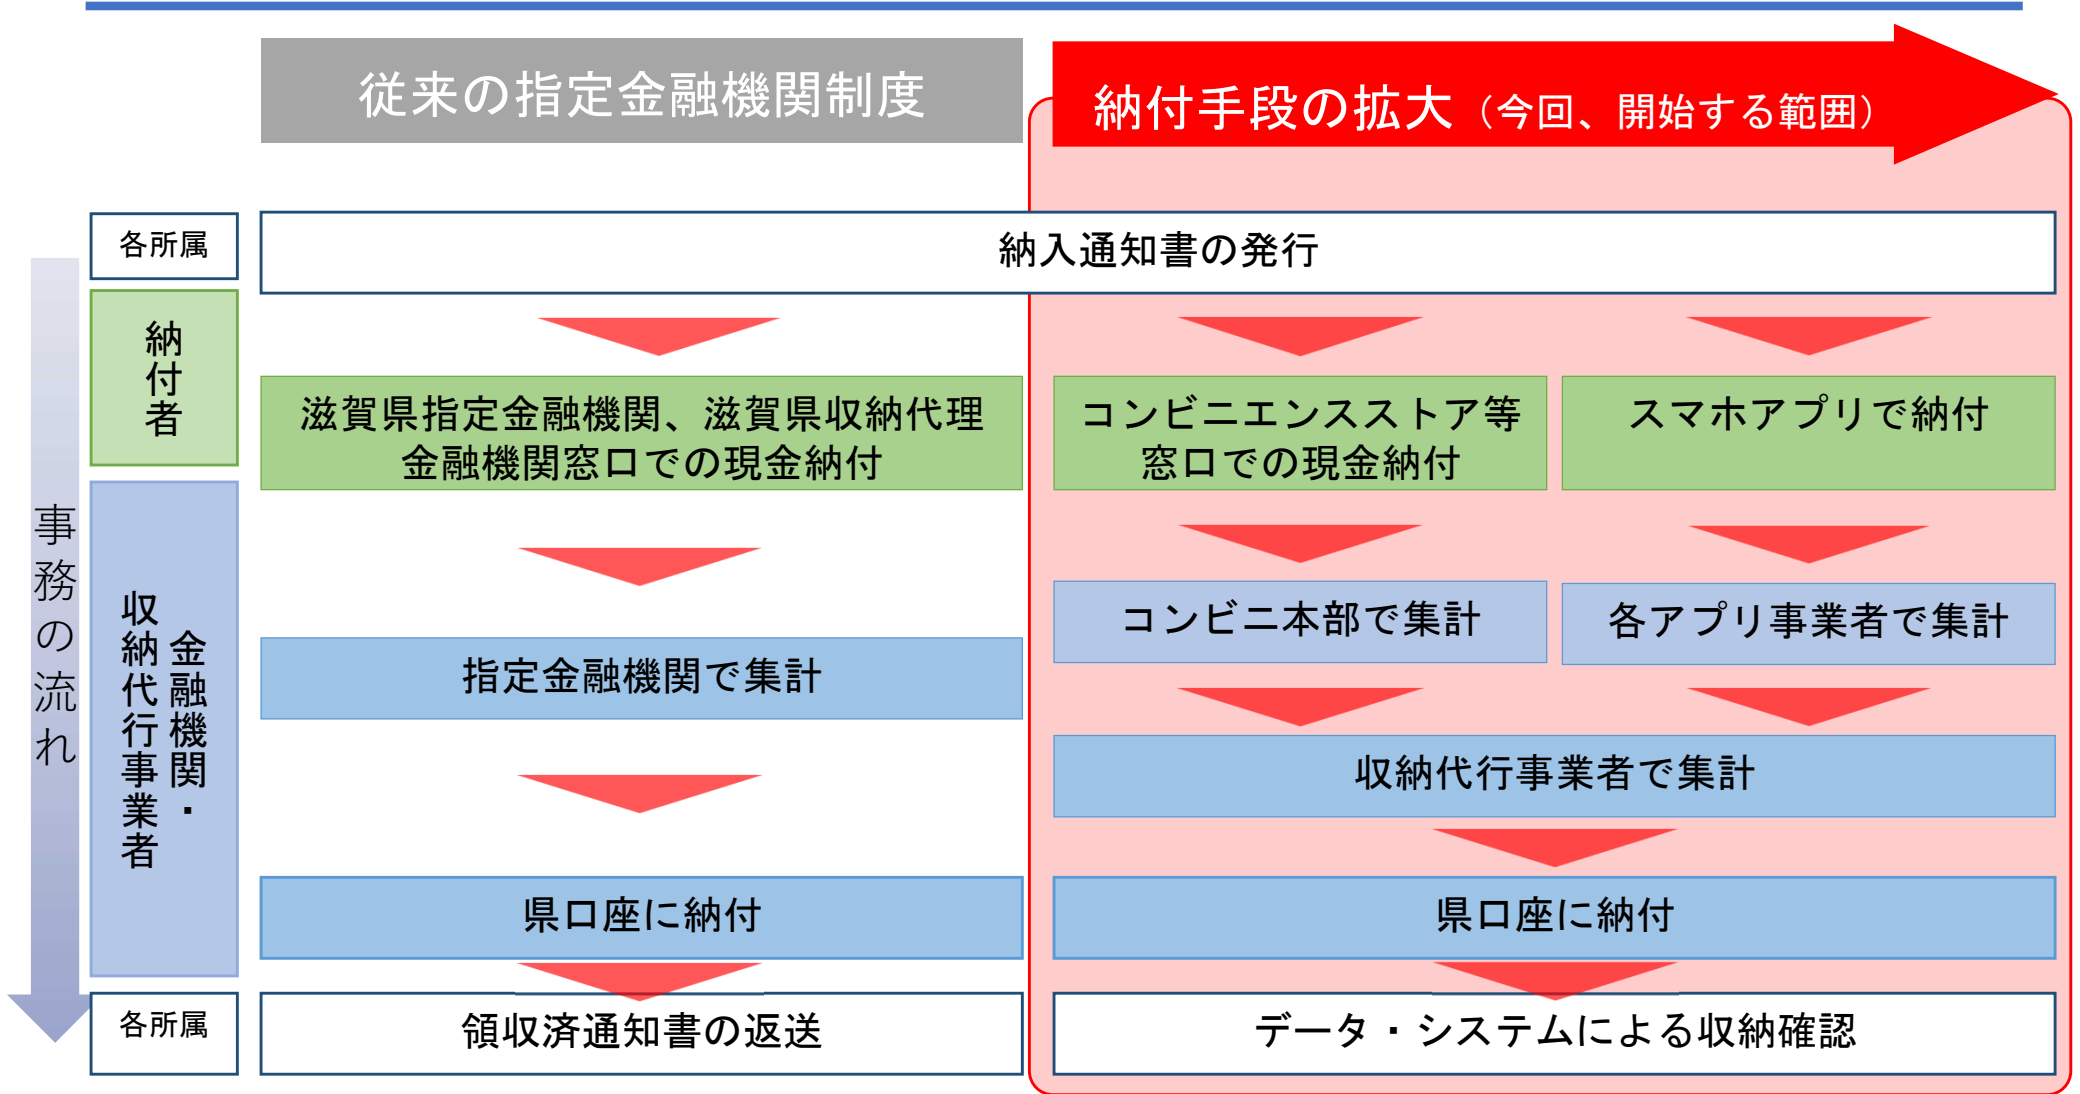 従来の指定金融機関制度
納付手段の拡大（今回、開始する範囲）
各所属
納入通知書の発行
納付者
滋賀県指定金融機関、滋賀県収納代理
金融機関窓口での現金納付
コンビニエンスストア等
窓口での現金納付
スマホアプリで納付
事務の流れ
金融機関・
収納代行事業者
指定金融機関で集計
コンビニ本部で集計
各アプリ事業者で集計
収納代行事業者で集計
県口座に納付
県口座に納付
各所属
領収済通知書の返送
データ・システムによる収納確認